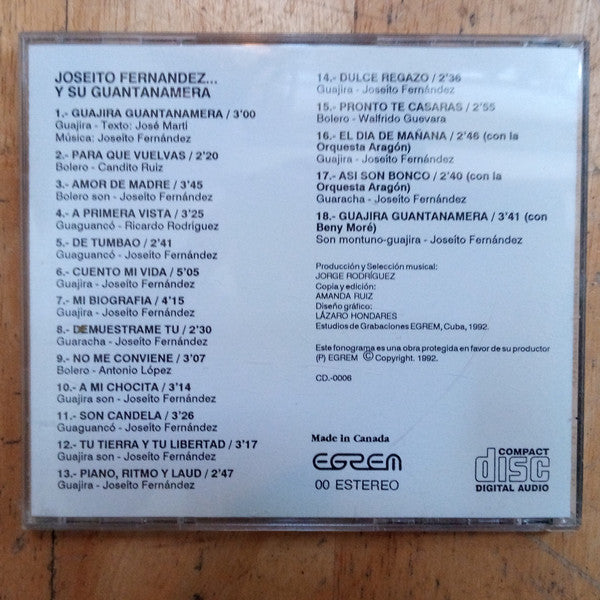 JOSEITO FERNANDEZ...
Y SU GUANTANAMERA
1.- GUAJIRA GUANTANAMERA / 3'00
Guajira - Texto: José Marti
Música: Joseíto Fernández
2.- PARA QUE VUELVAS / 2'20
Bolero - Candito Ruiz
3.- AMOR DE MADRE / 3'45
Bolero son - Joseíto Fernández
4.- A PRIMERA VISTA / 3'25
Guaguancó - Ricardo Rodríguez
5.- DE TUMBAO / 2'41
Guaguancó - Joseíto Fernández
6.- CUENTO MI VIDA / 5'05
Guajira - Joseíto Fernández
7.- MI BIOGRAFIA / 4'15
Guajira - Joseíto Fernández
8.- DEMUESTRAME TU / 2'30
Guaracha - Joseíto Fernández
9.- NO ME CONVIENE / 3'07
Bolero - Antonio López
10.- A MI CHOCITA / 3'14
Guajira son - Joseíto Fernández
11.- SON CANDELA / 3'26
Guaguancó - Joseíto Fernández
12.- TU TIERRA Y TU LIBERTAD / 3'17
Guajira son - Joseíto Fernández
13.- PIANO, RITMO Y LAUD / 2'47
Guajira - Joseíto Fernández
14.- DULCE REGAZO / 2'36
Guajira - Joseíto Fernández
15.- PRONTO TE CASARAS / 2'55
Bolero - Walfrido Guevara
16.- EL DIA DE MAÑANA / 2'46 (con la
Orquesta Aragón)
Guajira - Joseíto Fernández
17.- ASI SON BONCO / 2'40 (con la
Orquesta Aragón)
Guaracha - Joseíto Fernández
18.- GUAJIRA GUANTANAMERA / 3'41 (con
Beny Moré)
Son montuno-guajira - Joseíto Fernández
Producción y Selección musical:
JORGE RODRÍGUEZ
Copia y edición:
AMANDA RUIZ
Diseño gráfico:
LÁZARO HONDARES
Estudios de Grabaciones EGREM, Cuba, 1992.
Este fonograma es una obra protegida en favor de su productor
(P) EGREM © Copyright. 1992.
CD.-0006
Made in Canada
EGREM
00 ESTEREO
COMPACT
disc
DIGITAL AUDIO